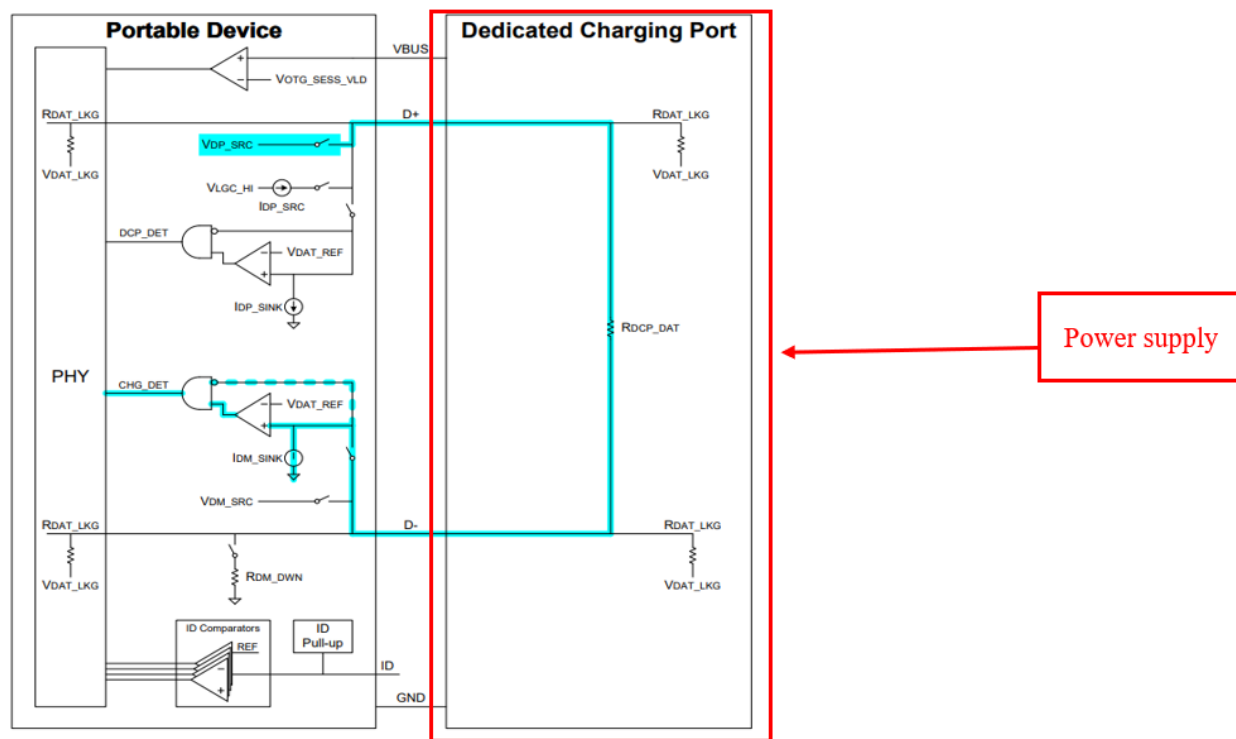 Portable Device
Dedicated Charging Port
VBUS
VOTG_SESS_VLD
RDAT_LKG
D+
RDAT_LKG
VDP_SRC
VDAT_LKG
VDAT_LKG
VLGC_HI
IDP_SRC
DCP_DET
VDAT_REF
IDP_SINK
RDCP_DAT
Power supply
PHY
CHG_DET
VDAT_REF
IDM_SINK
VDM_SRC
RDAT_LKG
D-
RDAT_LKG
VDAT_LKG
RDM_DWN
VDAT_LKG
ID Comparators
REF
ID
Pull-up
ID
GND